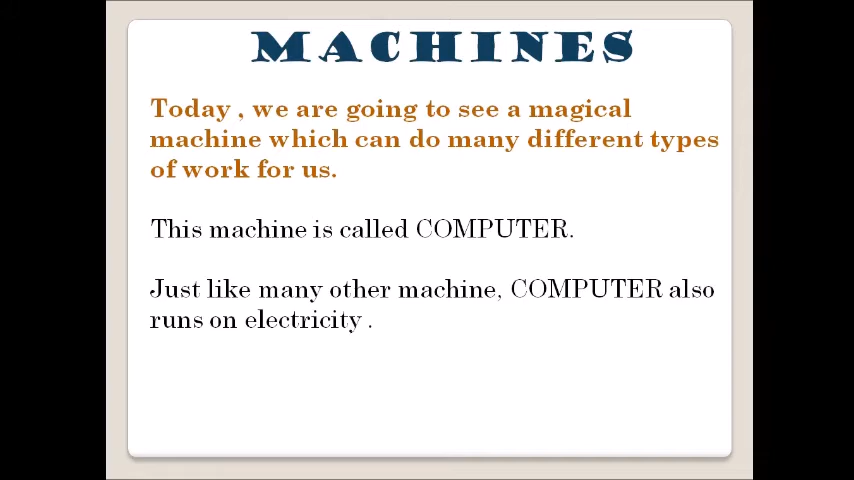 MACHINES
Today , we are going to see a magical
machine which can do many different types
of work for us.
This machine is called COMPUTER.
Just like many other machine, COMPUTER also
runs on electricity .